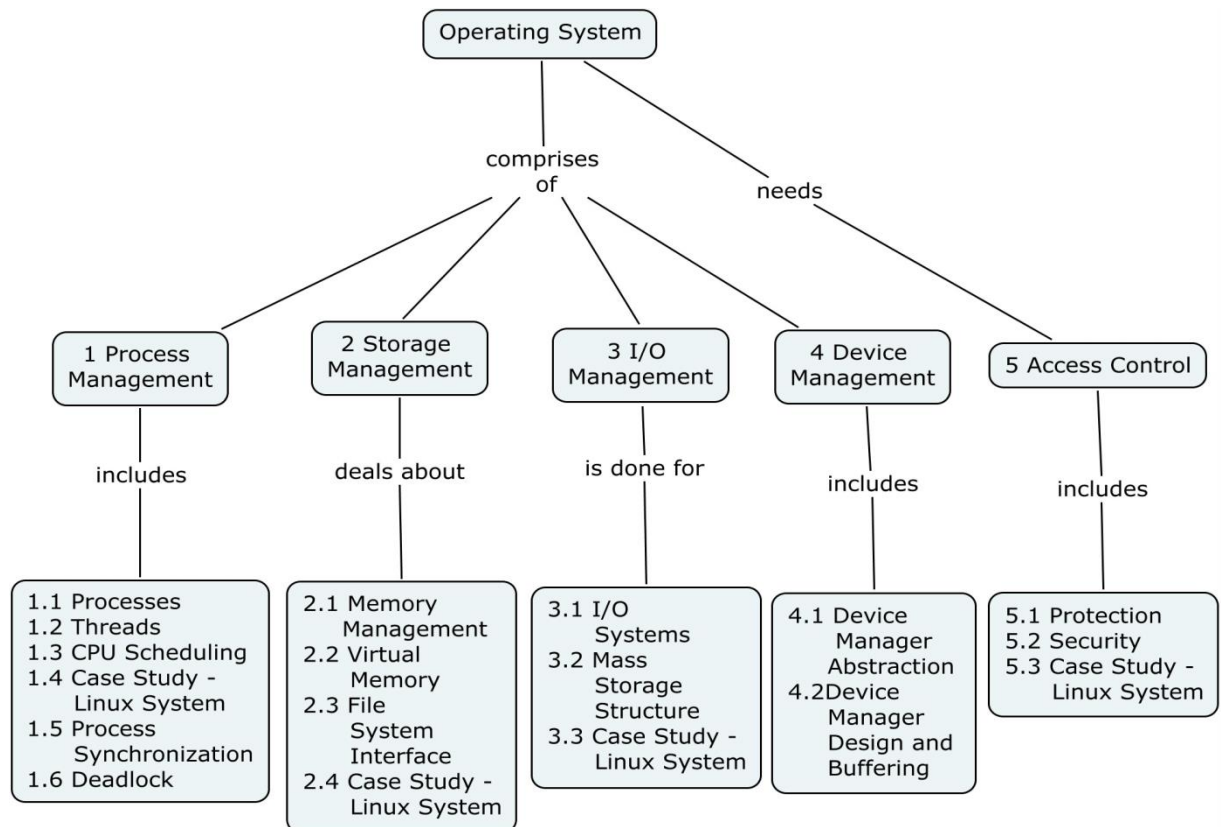 Operating System
comprises
of
needs
1 Process
Management
2 Storage
Management
3 I/O
Management
4 Device
Management
5 Access Control
includes
deals about
is done for
includes
includes
1.1 Processes
1.2 Threads
1.3 CPU Scheduling
1.4 Case Study -
Linux System
1.5 Process
Synchronization
1.6 Deadlock
2.1 Memory
Management
2.2 Virtual
Memory
2.3 File
System
Interface
2.4 Case Study -
Linux System
3.1 I/O
Systems
3.2 Mass
Storage
Structure
3.3 Case Study -
Linux System
4.1 Device
Manager
Abstraction
4.2Device
Manager
Design and
Buffering
5.1 Protection
5.2 Security
5.3 Case Study -
Linux System